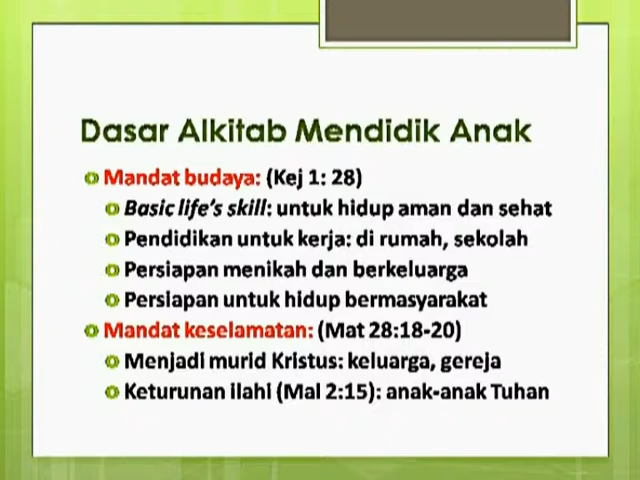 Dasar Alkitab Mendidik Anak
Mandat budaya: (Kej 1: 28)
Basic life's skill: untuk hidup aman dan sehat
Pendidikan untuk kerja: di rumah, sekolah
Persiapan menikah dan berkeluarga
Persiapan untuk hidup bermasyarakat
Mandat keselamatan: (Mat 28:18-20)
Menjadi murid Kristus: keluarga, gereja
Keturunan ilahi (Mal 2:15): anak-anak Tuhan